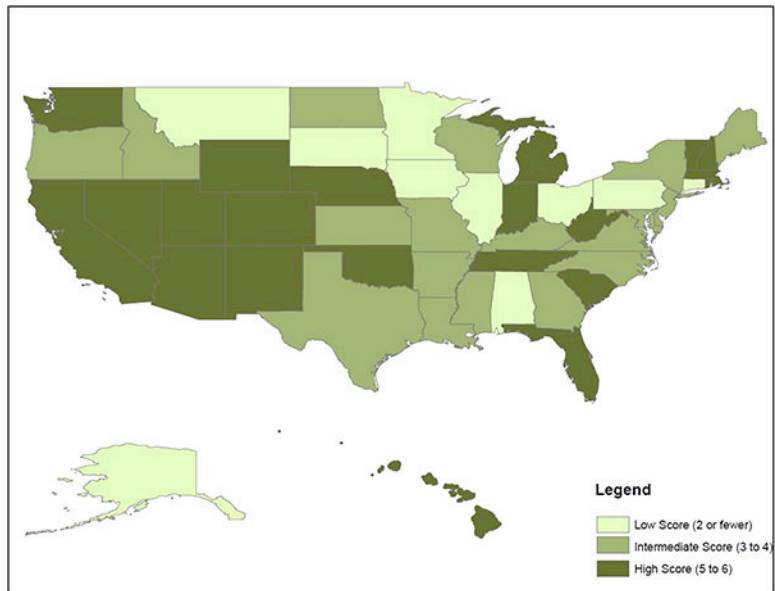 Legend
Low Score (2 or fewer)
Intermediate Score (3 to 4)
High Score (5 to 6)